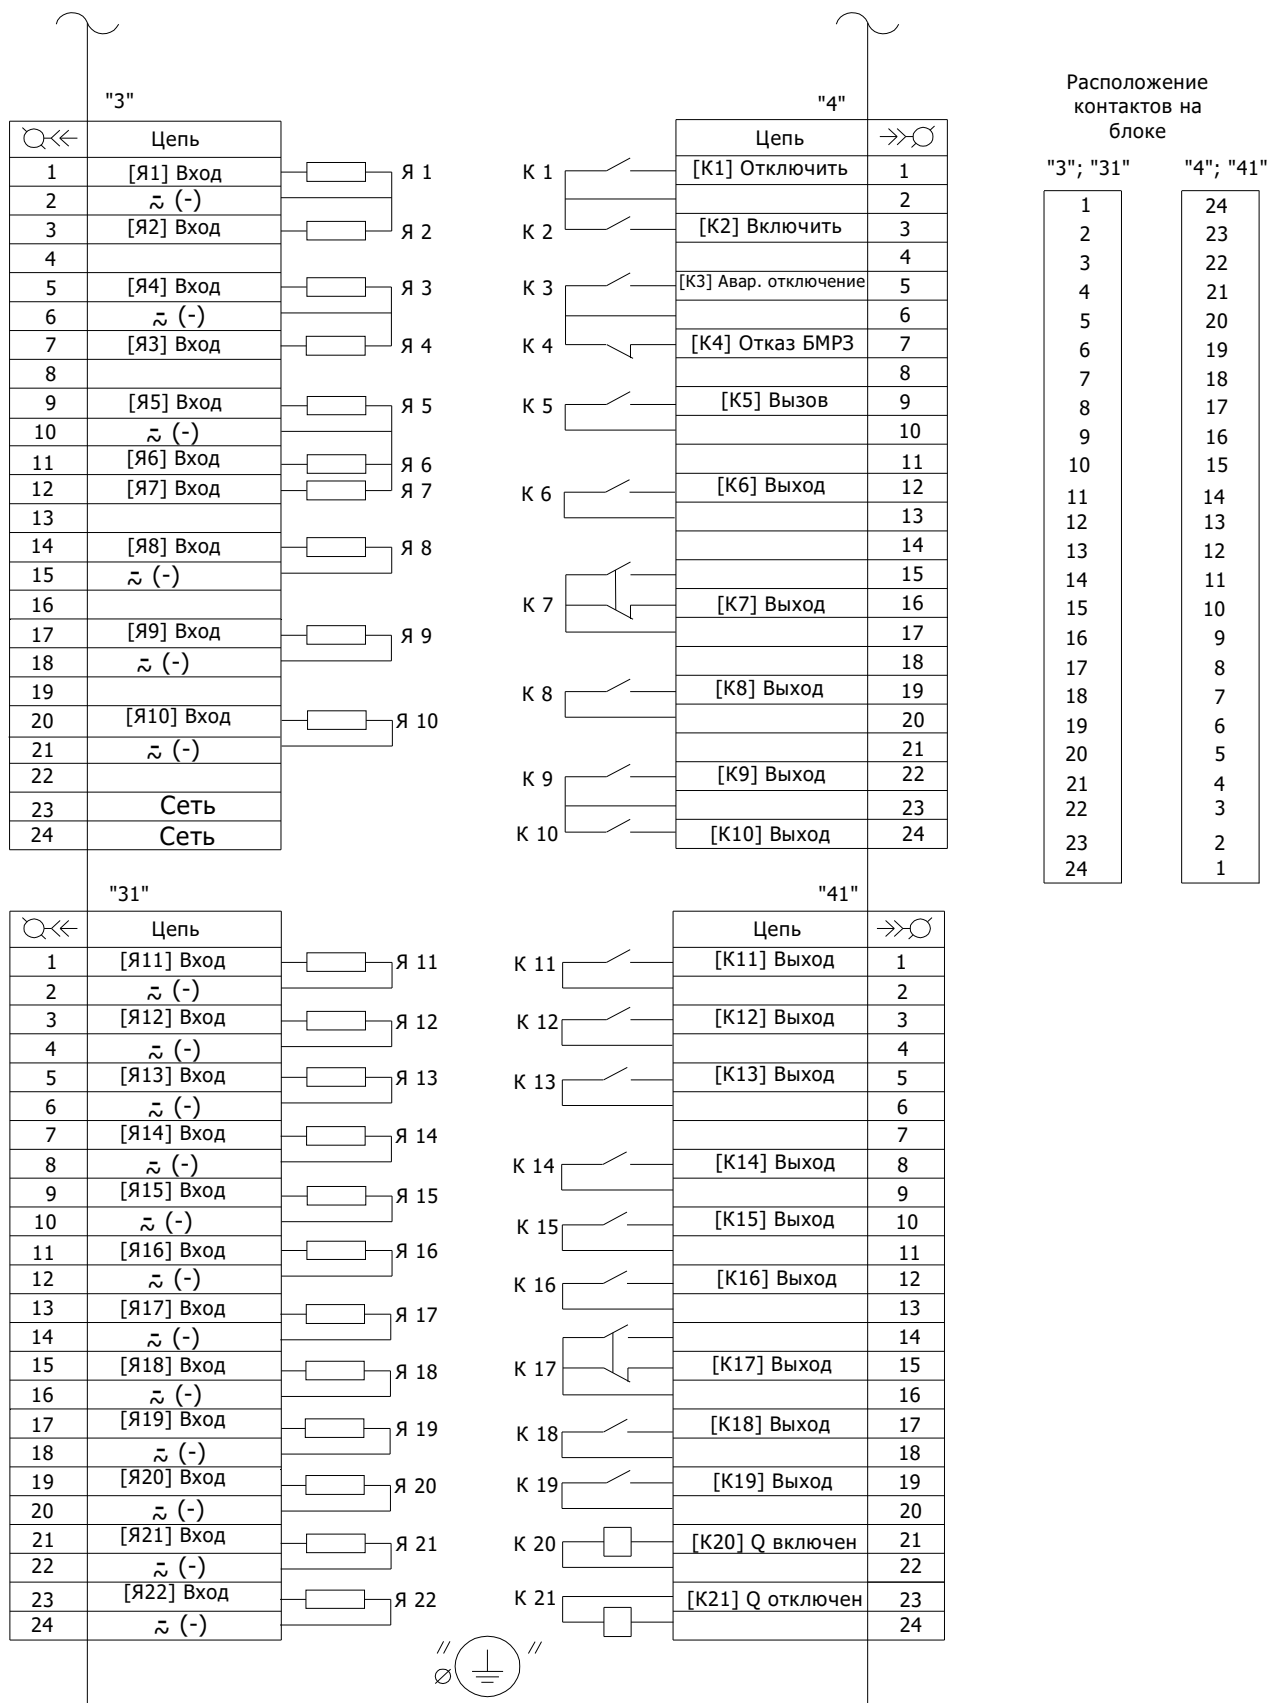 "3"
Цепь
1 [Я1] Вход Я 1
2 ≂ (-)
3 [Я2] Вход Я 2
4
5 [Я4] Вход Я 3
6 ≂ (-)
7 [Я3] Вход Я 4
8
9 [Я5] Вход Я 5
10 ≂ (-)
11 [Я6] Вход Я 6
12 [Я7] Вход Я 7
13
14 [Я8] Вход Я 8
15 ≂ (-)
16
17 [Я9] Вход Я 9
18 ≂ (-)
19
20 [Я10] Вход Я 10
21 ≂ (-)
22
23 Сеть
24 Сеть
"4"
Цепь
К 1 [К1] Отключить 1
2
К 2 [К2] Включить 3
4
К 3 [К3] Авар. отключение 5
6
К 4 [К4] Отказ БМРЗ 7
8
К 5 [К5] Вызов 9
10
11
К 6 [К6] Выход 12
13
14
15
К 7 [К7] Выход 16
17
18
К 8 [К8] Выход 19
20
21
К 9 [К9] Выход 22
23
К 10 [К10] Выход 24
Расположение
контактов на
блоке
"3"; "31" "4"; "41"
1 24
2 23
3 22
4 21
5 20
6 19
7 18
8 17
9 16
10 15
11 14
12 13
13 12
14 11
15 10
16 9
17 8
18 7
19 6
20 5
21 4
22 3
23 2
24 1
"31"
Цепь
1 [Я11] Вход Я 11
2 ≂ (-)
3 [Я12] Вход Я 12
4 ≂ (-)
5 [Я13] Вход Я 13
6 ≂ (-)
7 [Я14] Вход Я 14
8 ≂ (-)
9 [Я15] Вход Я 15
10 ≂ (-)
11 [Я16] Вход Я 16
12 ≂ (-)
13 [Я17] Вход Я 17
14 ≂ (-)
15 [Я18] Вход Я 18
16 ≂ (-)
17 [Я19] Вход Я 19
18 ≂ (-)
19 [Я20] Вход Я 20
20 ≂ (-)
21 [Я21] Вход Я 21
22 ≂ (-)
23 [Я22] Вход Я 22
24 ≂ (-)
"41"
Цепь
К 11 [К11] Выход 1
2
К 12 [К12] Выход 3
4
К 13 [К13] Выход 5
6
7
К 14 [К14] Выход 8
9
К 15 [К15] Выход 10
11
К 16 [К16] Выход 12
13
14
К 17 [К17] Выход 15
16
К 18 [К18] Выход 17
18
К 19 [К19] Выход 19
20
К 20 [К20] Q включен 21
22
К 21 [К21] Q отключен 23
24